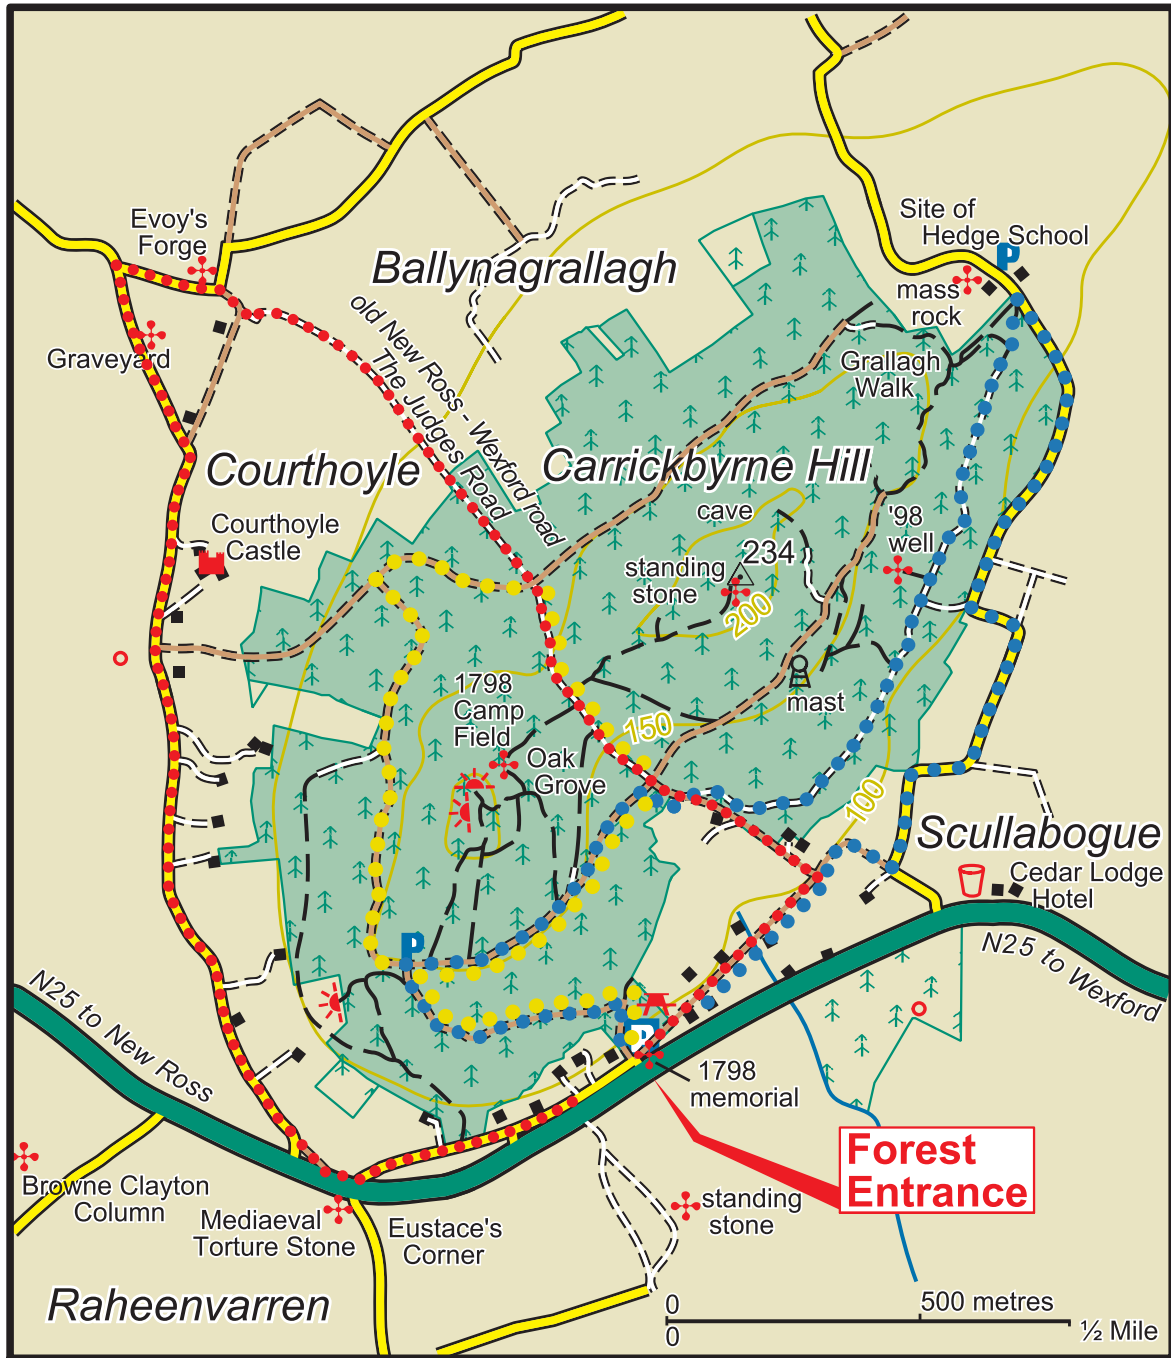 Evoy's
Forge
Graveyard
Ballynagrallagh
old New Ross - Wexford road
The Judges Road
Site of
Hedge School
P
mass
rock
Grallagh
Walk
Courthoyle
Carrickbyrne Hill
Courthoyle
Castle
cave
'98
well
234
standing
stone
200
mast
1798
Camp
Field
150
Oak
Grove
100
Scullabogue
Cedar Lodge
Hotel
P
N25 to Wexford
N25 to New Ross
P
1798
memorial
Forest
Entrance
Browne Clayton
Column
Mediaeval
Torture Stone
Eustace's
Corner
standing
stone
Raheenvarren
0
500 metres
0
½ Mile